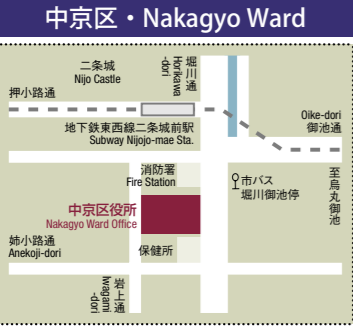 中京区・Nakagyo Ward
二条城
Nijo Castle
堀川通
Horikawa
-dori
押小路通
地下鉄東西線二条城前駅
Subway Nijojo-mae Sta.
Oike-dori
御池通
消防署
Fire Station
市バス
堀川御池停
至烏丸御池
中京区役所
Nakagyo Ward Office
姉小路通
Anekoji-dori
保健所
岩上通
Iwagami
-dori